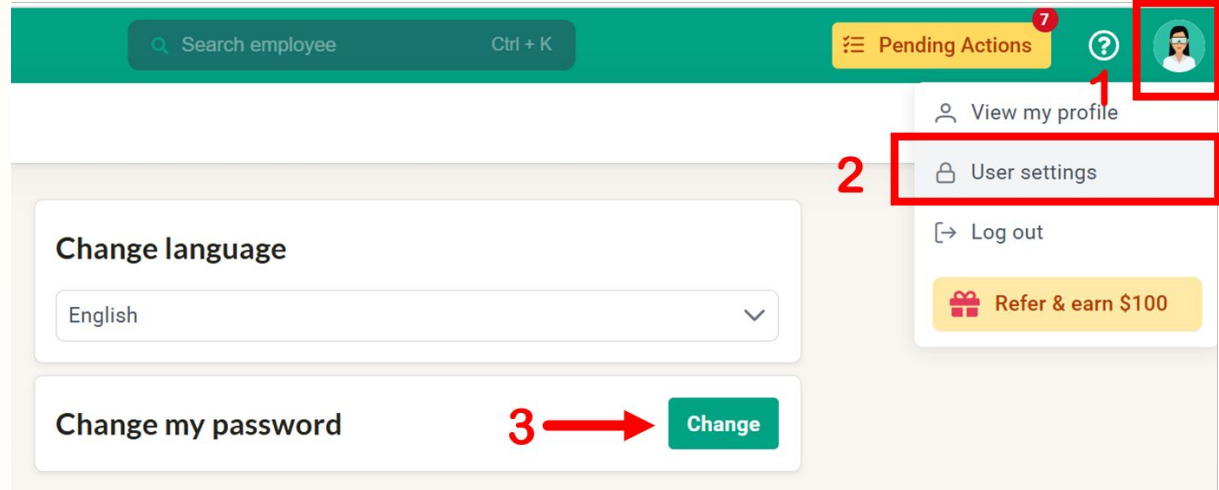 Search employee Ctrl + K
7
Pending Actions
?
1
View my profile
2
User settings
Log out
Refer & earn $100
Change language
English
Change my password
3
Change